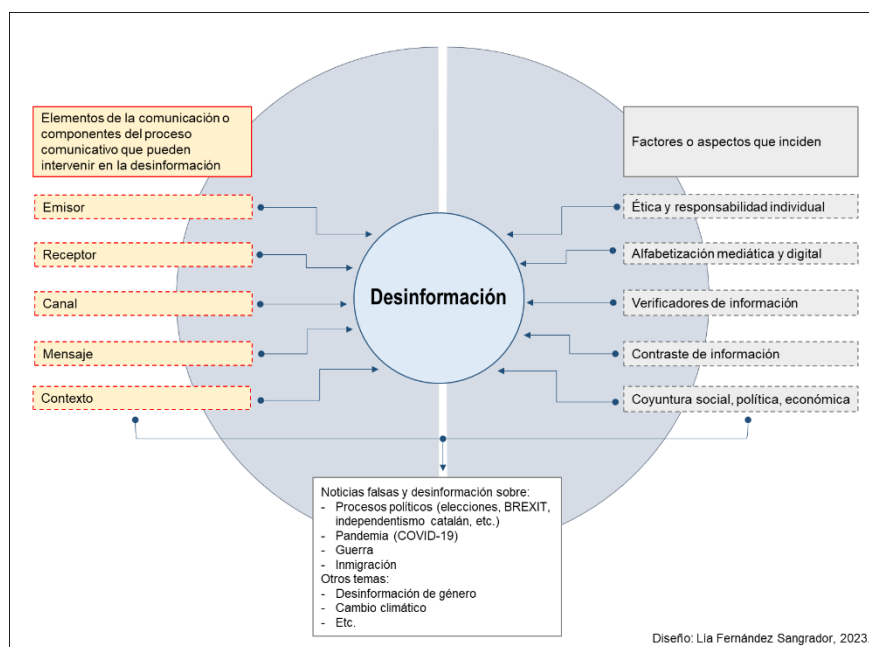 Elementos de la comunicación o
componentes del proceso
comunicativo que pueden
intervenir en la desinformación
Emisor
Receptor
Canal
Mensaje
Contexto
Desinformación
Factores o aspectos que inciden
Ética y responsabilidad individual
Alfabetización mediática y digital
Verificadores de información
Contraste de información
Coyuntura social, política, económica
Noticias falsas y desinformación sobre:
- Procesos políticos (elecciones, BREXIT,
independentismo catalán, etc.)
- Pandemia (COVID-19)
- Guerra
- Inmigración
Otros temas:
- Desinformación de género
- Cambio climático
- Etc.
Diseño: Lía Fernández Sangrador, 2023.